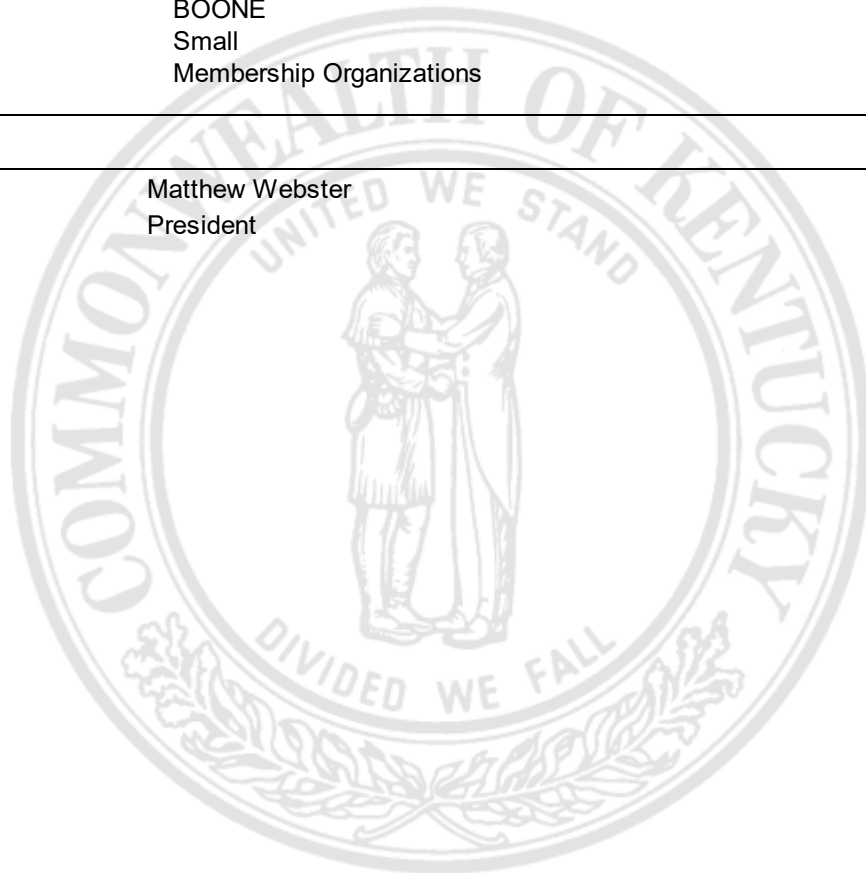 BOONE
Small
Membership Organizations
Matthew Webster
President
COMMONWEALTH OF KENTUCKY
UNITED WE STAND
DIVIDED WE FALL